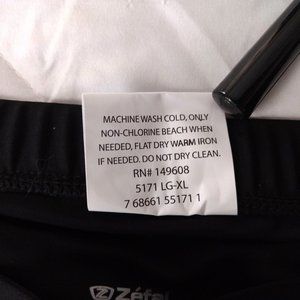 MACHINE WASH COLD, ONLY
NON-CHLORINE BEACH WHEN
NEEDED, FLAT DRY WARM IRON
IF NEEDED. DO NOT DRY CLEAN.
RN# 149608
5171 LG-XL
7 68661 55171 1